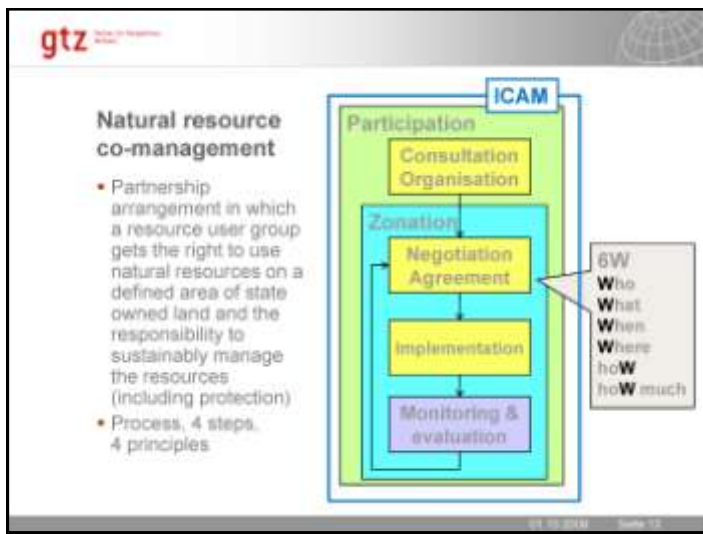 gtz
Natural resource
co-management
Partnership
arrangement in which
a resource user group
gets the right to use
natural resources on a
defined area of state
owned land and the
responsibility to
sustainably manage
the resources
(including protection)
Process, 4 steps,
4 principles
ICAM
Participation
Consultation
Organisation
Zonation
Negotiation
Agreement
Implementation
Monitoring &
evaluation
6W
Who
What
When
Where
hoW
hoW much